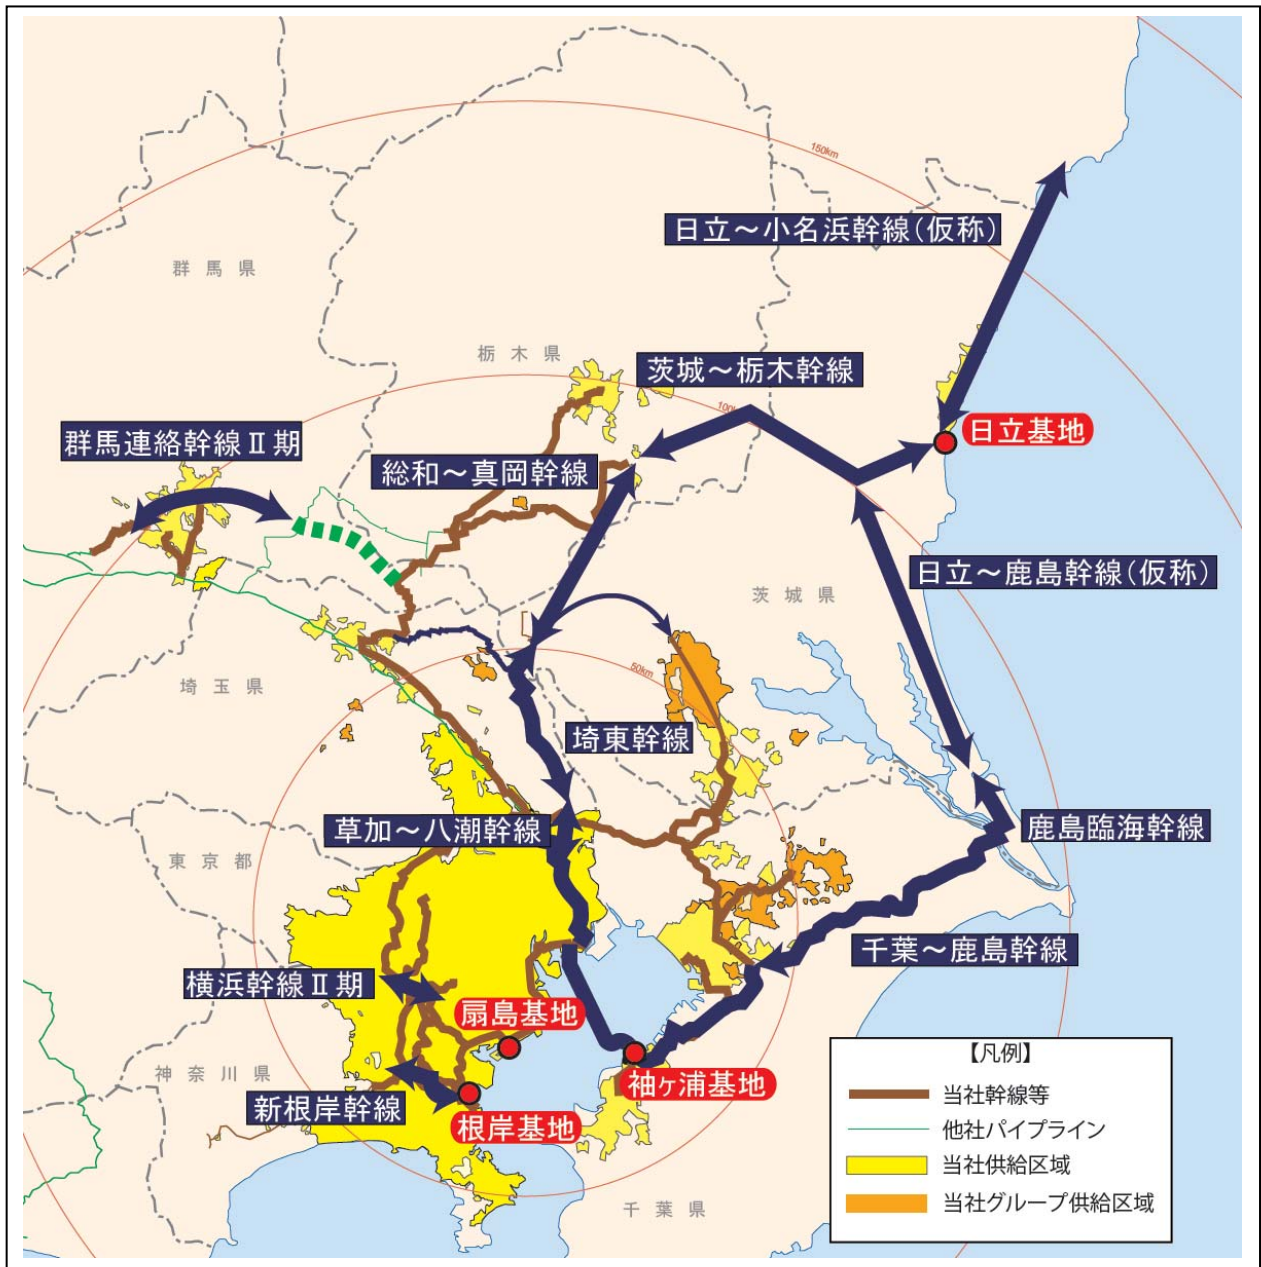 150km
日立～小名浜幹線(仮称)
群馬県
栃木県
茨城～栃木幹線
100km
群馬連絡幹線Ⅱ期
日立基地
総和～真岡幹線
日立～鹿島幹線(仮称)
茨城県
50km
埼玉県
埼東幹線
草加～八潮幹線
鹿島臨海幹線
東京都
千葉～鹿島幹線
横浜幹線Ⅱ期
扇島基地
神奈川県
袖ヶ浦基地
新根岸幹線
根岸基地
千葉県
【凡例】
当社幹線等
他社パイプライン
当社供給区域
当社グループ供給区域